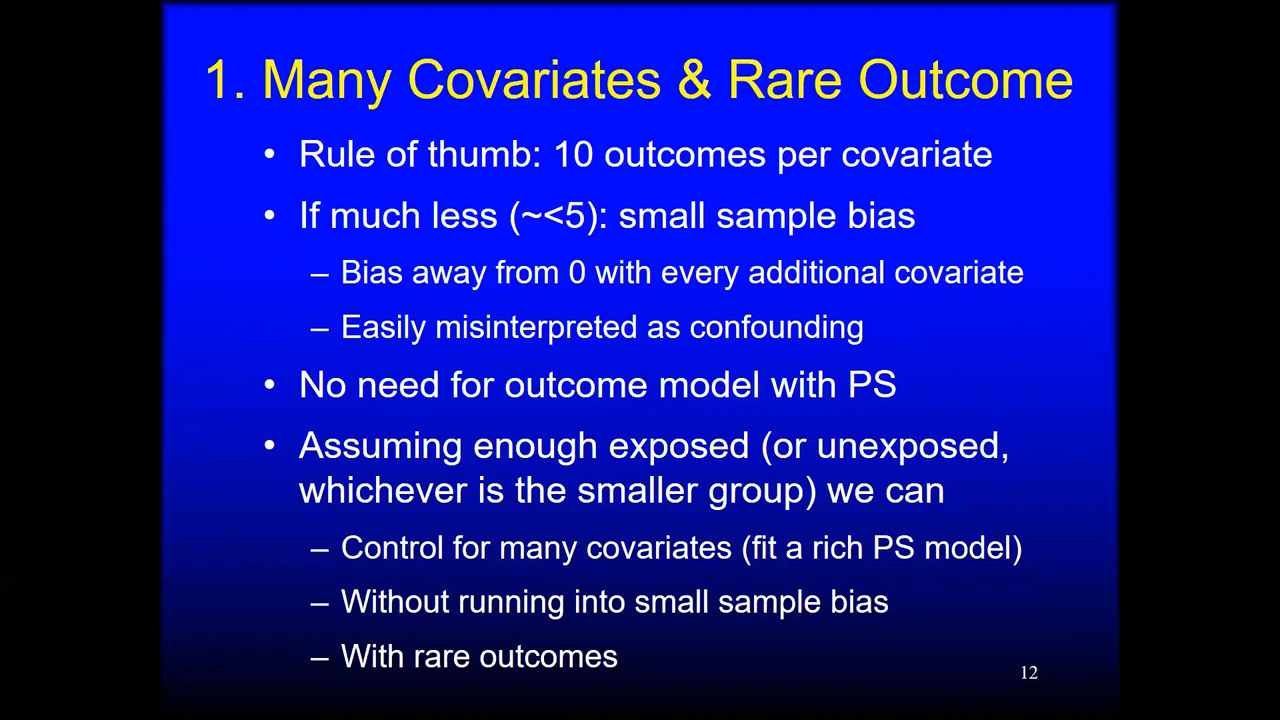 1. Many Covariates & Rare Outcome
• Rule of thumb: 10 outcomes per covariate
• If much less (~<5): small sample bias
– Bias away from 0 with every additional covariate
– Easily misinterpreted as confounding
• No need for outcome model with PS
• Assuming enough exposed (or unexposed,
whichever is the smaller group) we can
– Control for many covariates (fit a rich PS model)
– Without running into small sample bias
– With rare outcomes
12